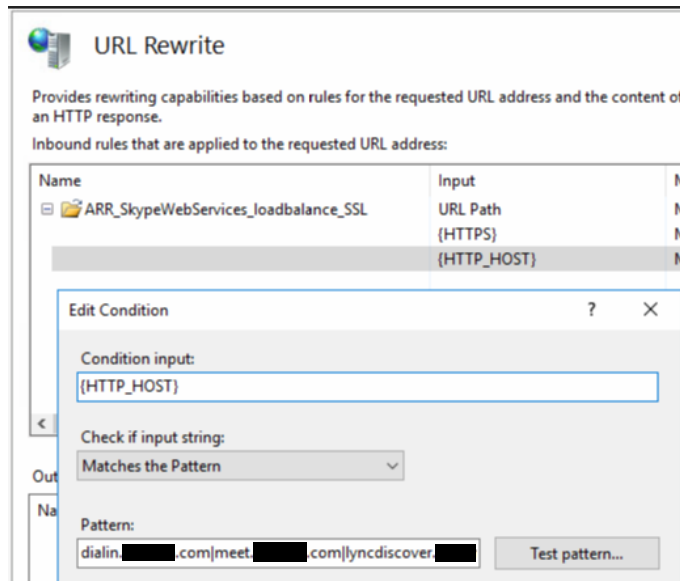 URL Rewrite
Provides rewriting capabilities based on rules for the requested URL address and the content of
an HTTP response.
Inbound rules that are applied to the requested URL address:
Name Input
ARR_SkypeWebServices_loadbalance_SSL URL Path
{HTTPS}
{HTTP_HOST}
Edit Condition ?
Condition input:
{HTTP_HOST}
Check if input string:
Matches the Pattern
Out
Na
Pattern:
dialin. .com|meet. .com|lyncdiscover.
Test pattern...